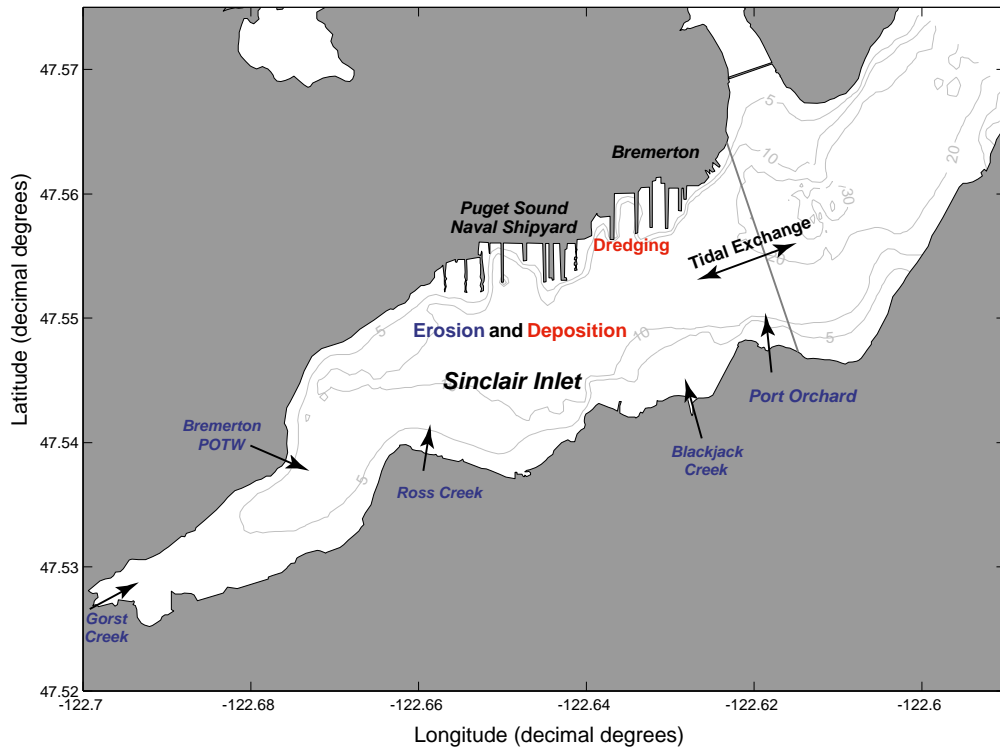 47.57
47.56
47.55
47.54
47.53
47.52
Latitude (decimal degrees)
5
10
20
30
Bremerton
Puget Sound
Naval Shipyard
Dredging
Tidal Exchange
Erosion and Deposition
10
5
5
Sinclair Inlet
Port Orchard
Bremerton
POTW
Blackjack
Creek
Ross Creek
5
Gorst
Creek
-122.7
-122.68
-122.66
-122.64
-122.62
-122.6
Longitude (decimal degrees)